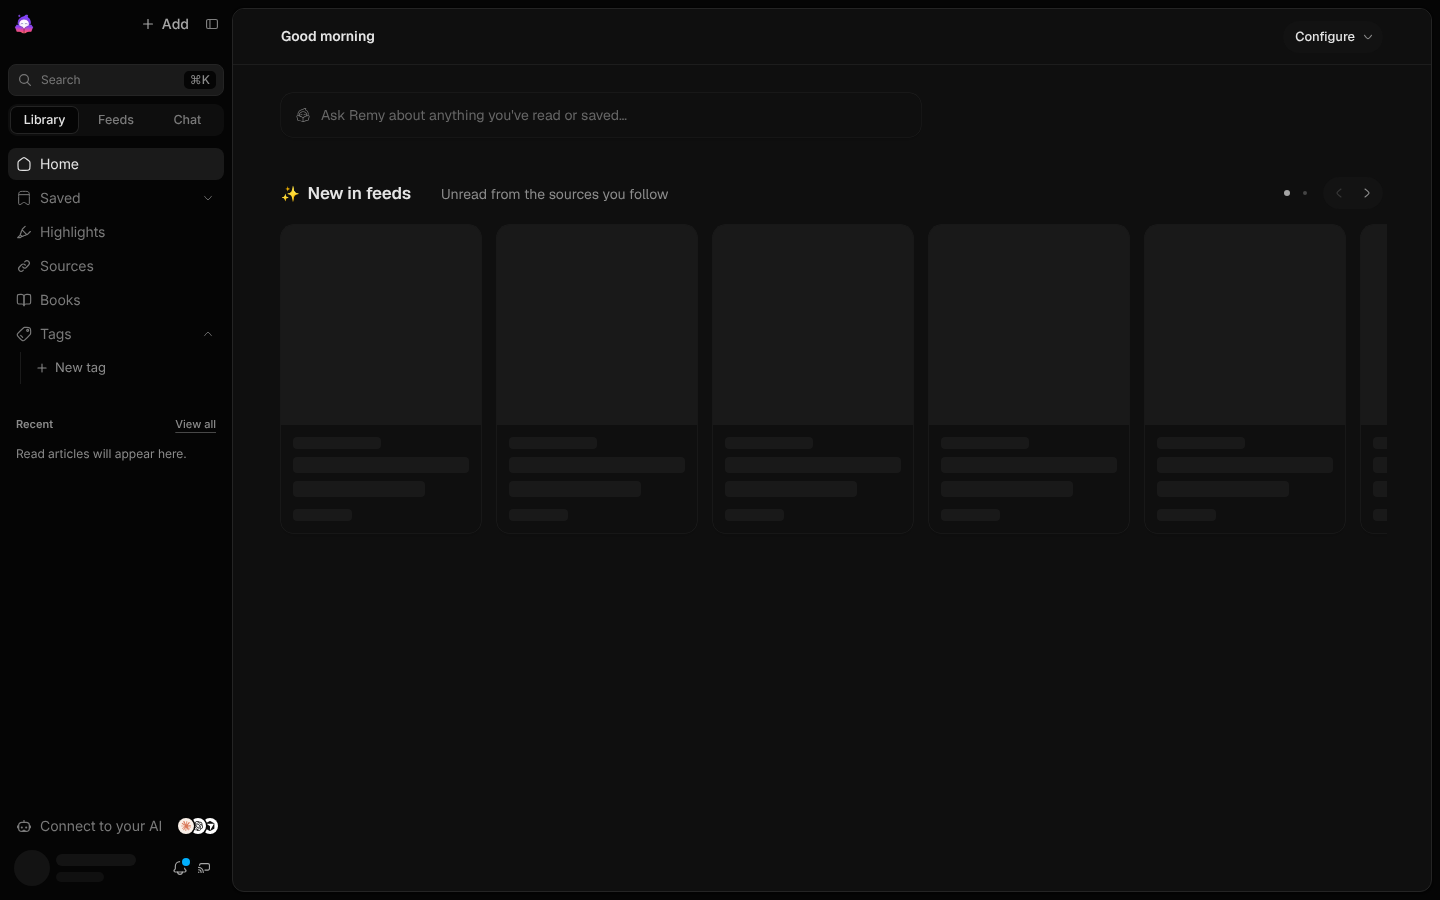 Add
Search
⌘K
Library
Feeds
Chat
Home
Saved
Highlights
Sources
Books
Tags
New tag
Recent
View all
Read articles will appear here.
Connect to your AI
Good morning
Configure
Ask Remy about anything you've read or saved...
✨ New in feeds
Unread from the sources you follow